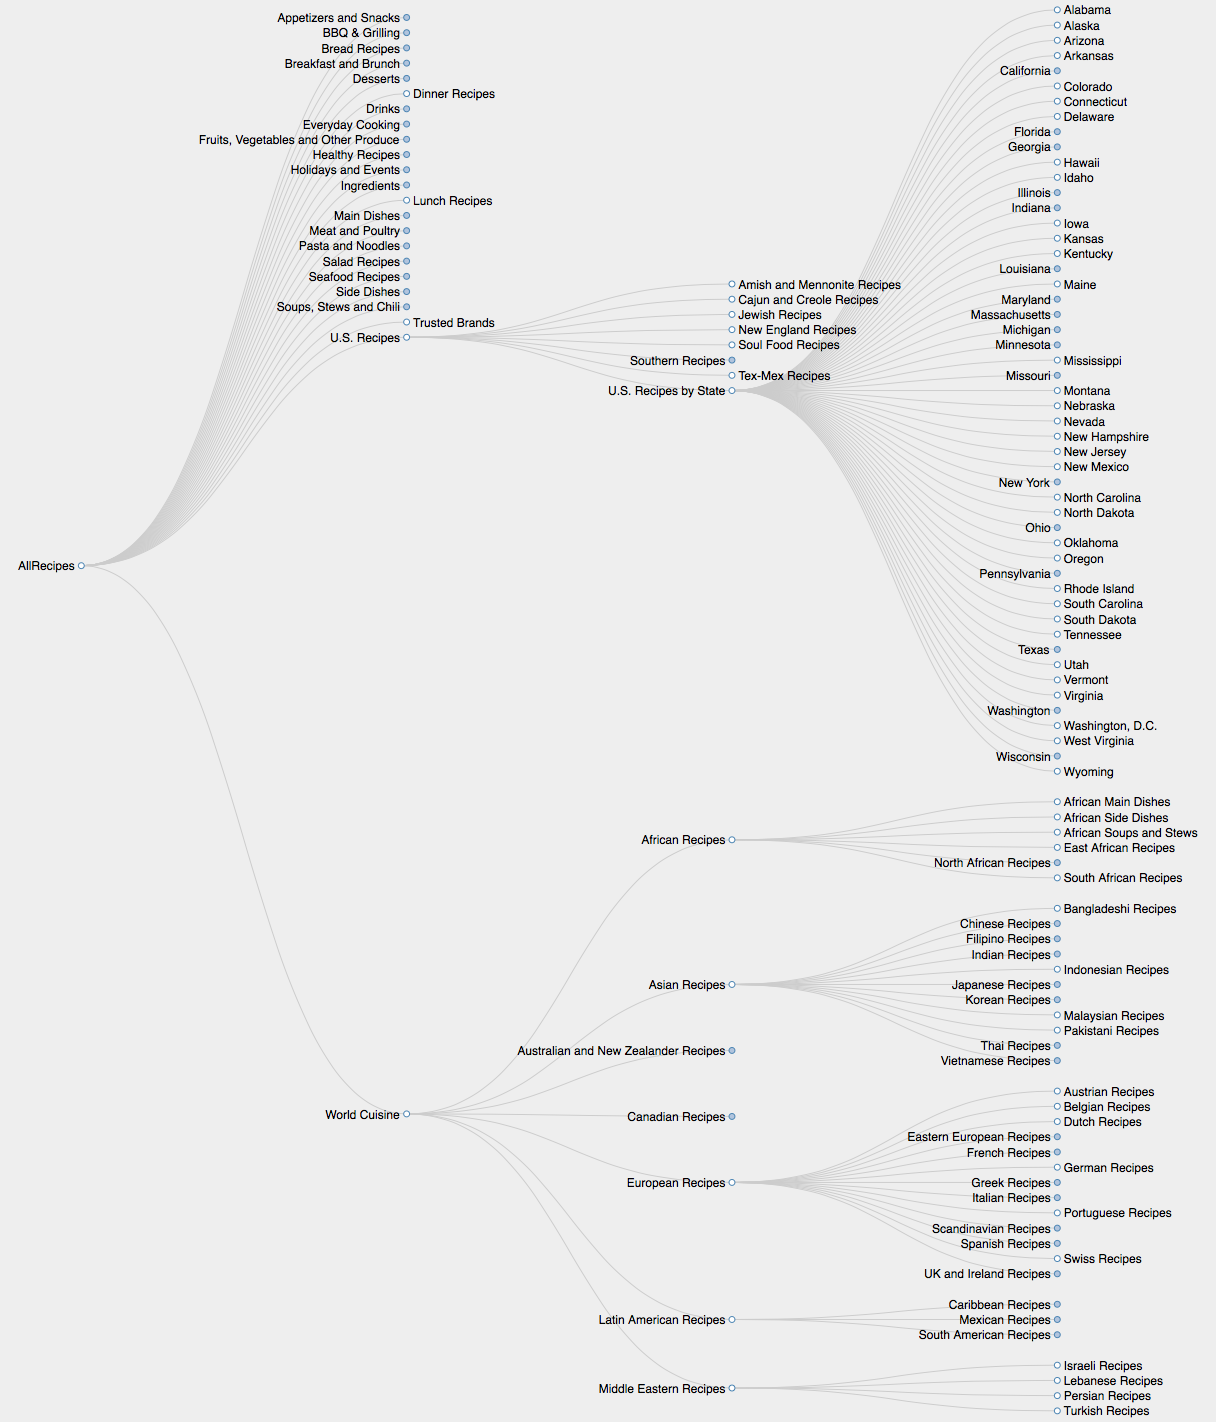 AllRecipes
Appetizers and Snacks
BBQ & Grilling
Bread Recipes
Breakfast and Brunch
Desserts
Dinner Recipes
Drinks
Everyday Cooking
Fruits, Vegetables and Other Produce
Healthy Recipes
Holidays and Events
Ingredients
Lunch Recipes
Main Dishes
Meat and Poultry
Pasta and Noodles
Salad Recipes
Seafood Recipes
Side Dishes
Soups, Stews and Chili
Trusted Brands
U.S. Recipes
Amish and Mennonite Recipes
Cajun and Creole Recipes
Jewish Recipes
New England Recipes
Soul Food Recipes
Southern Recipes
Tex-Mex Recipes
U.S. Recipes by State
Alabama
Alaska
Arizona
Arkansas
California
Colorado
Connecticut
Delaware
Florida
Georgia
Hawaii
Idaho
Illinois
Indiana
Iowa
Kansas
Kentucky
Louisiana
Maine
Maryland
Massachusetts
Michigan
Minnesota
Mississippi
Missouri
Montana
Nebraska
Nevada
New Hampshire
New Jersey
New Mexico
New York
North Carolina
North Dakota
Ohio
Oklahoma
Oregon
Pennsylvania
Rhode Island
South Carolina
South Dakota
Tennessee
Texas
Utah
Vermont
Virginia
Washington
Washington, D.C.
West Virginia
Wisconsin
Wyoming
World Cuisine
African Recipes
African Main Dishes
African Side Dishes
African Soups and Stews
East African Recipes
North African Recipes
South African Recipes
Asian Recipes
Bangladeshi Recipes
Chinese Recipes
Filipino Recipes
Indian Recipes
Indonesian Recipes
Japanese Recipes
Korean Recipes
Malaysian Recipes
Pakistani Recipes
Thai Recipes
Vietnamese Recipes
Australian and New Zealander Recipes
Canadian Recipes
European Recipes
Austrian Recipes
Belgian Recipes
Dutch Recipes
Eastern European Recipes
French Recipes
German Recipes
Greek Recipes
Italian Recipes
Portuguese Recipes
Scandinavian Recipes
Spanish Recipes
Swiss Recipes
UK and Ireland Recipes
Latin American Recipes
Caribbean Recipes
Mexican Recipes
South American Recipes
Middle Eastern Recipes
Israeli Recipes
Lebanese Recipes
Persian Recipes
Turkish Recipes